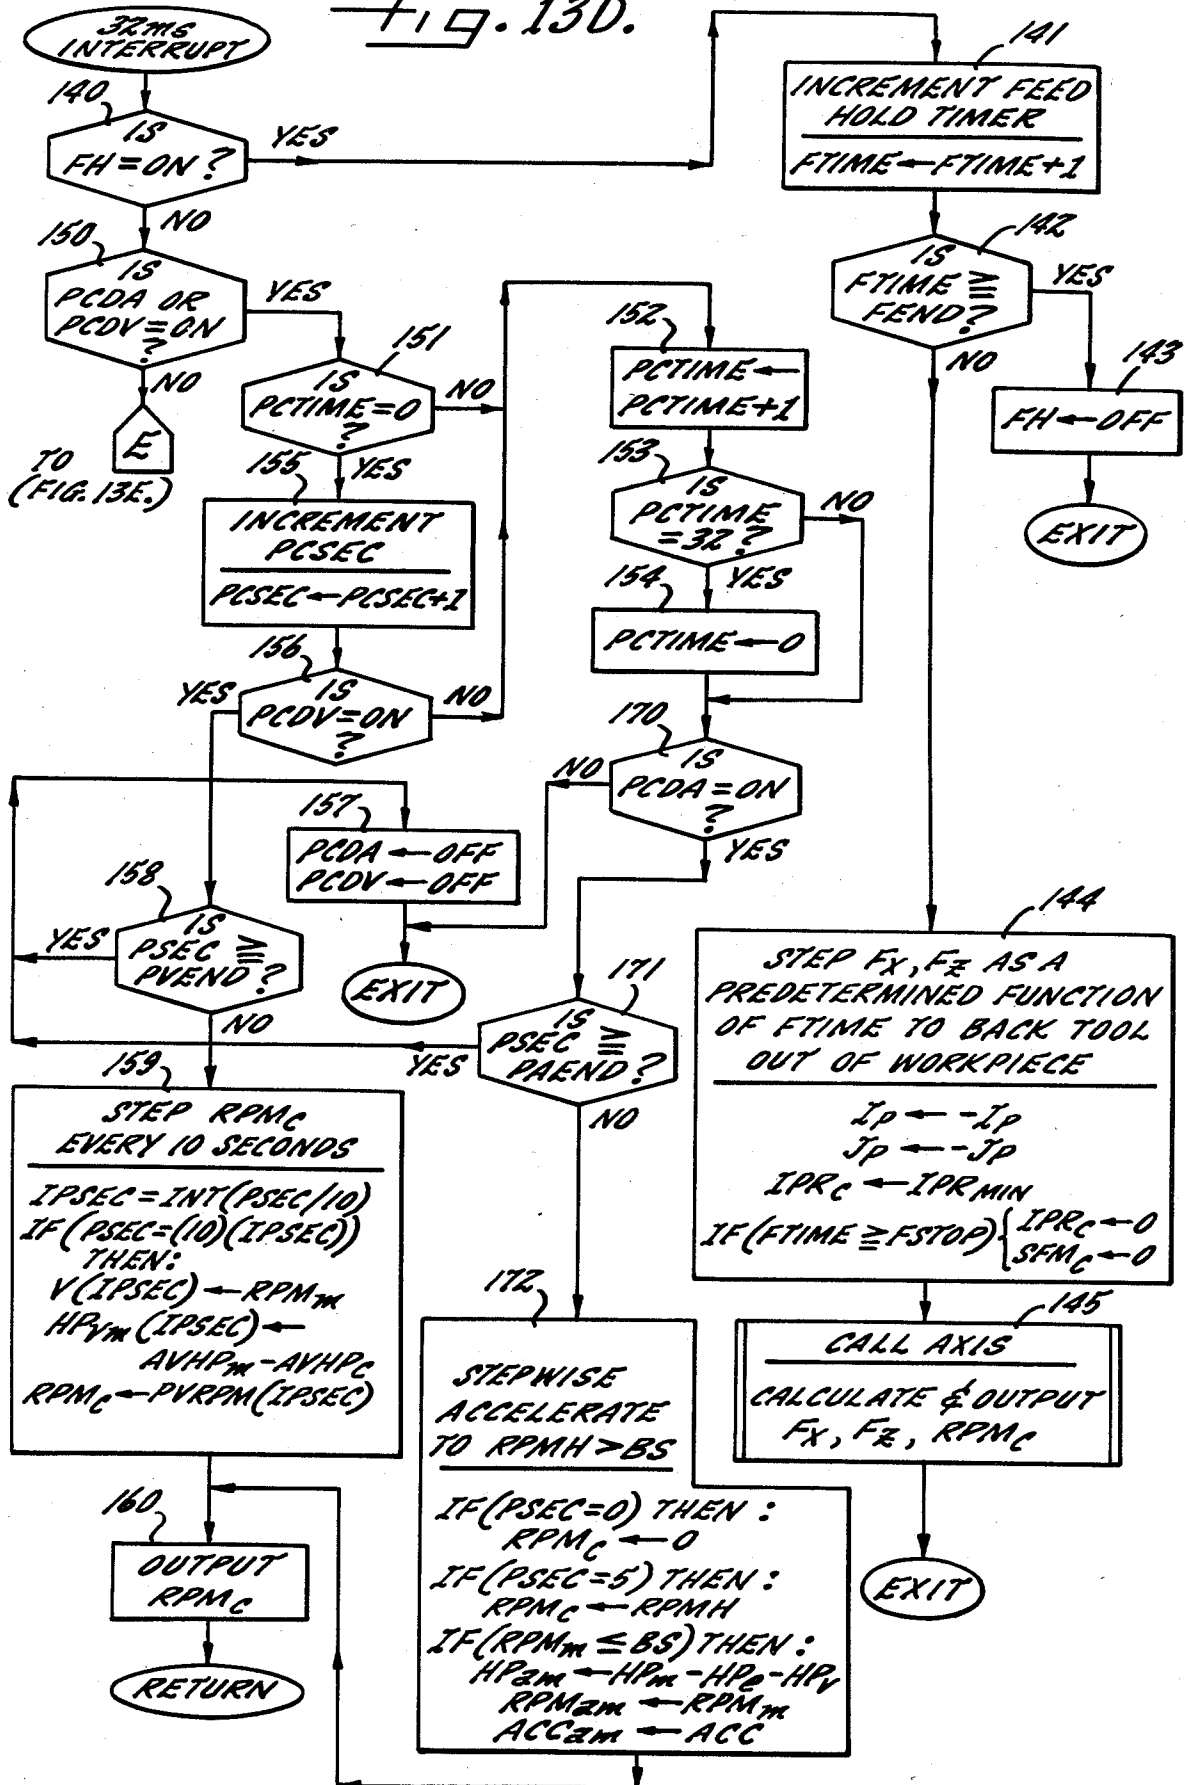 Fig. 13D.
32ms
INTERRUPT
140
IS
FH=ON?
YES
NO
150
IS
PCDA OR
PCDV=ON
?
YES
NO
E
TO
(FIG. 13E.)
151
IS
PCTIME=0
?
NO
YES
155
INCREMENT
PCSEC
PCSEC←PCSEC+1
156
IS
PCDV=ON
?
YES
NO
157
PCDA←OFF
PCDV←OFF
EXIT
158
IS
PSEC ≧
PVEND?
YES
NO
159
STEP RPMc
EVERY 10 SECONDS
IPSEC=INT(PSEC/10)
IF(PSEC=(10)(IPSEC))
THEN:
V(IPSEC)←RPMm
HPVm(IPSEC)←
AVHPm-AVHPc
RPMc←PVRPM(IPSEC)
160
OUTPUT
RPMc
RETURN
152
PCTIME←
PCTIME+1
153
IS
PCTIME
=32?
NO
YES
154
PCTIME←0
170
IS
PCDA=ON
?
NO
YES
171
IS
PSEC ≧
PAEND?
YES
NO
172
STEPWISE
ACCELERATE
TO RPMH>BS
IF(PSEC=0) THEN:
RPMc←0
IF(PSEC=5) THEN:
RPMc←RPMH
IF(RPMm≤BS) THEN:
HPam←HPm-HPe-HPv
RPMam←RPMm
ACCam←ACC
141
INCREMENT FEED
HOLD TIMER
FTIME←FTIME+1
142
IS
FTIME ≧
FEND?
YES
NO
143
FH←OFF
EXIT
144
STEP FX, FZ AS A
PREDETERMINED FUNCTION
OF FTIME TO BACK TOOL
OUT OF WORKPIECE
IP←-IP
JP←-JP
IPRc←IPRMIN
IF(FTIME≧FSTOP){IPRc←0
SFMc←0
145
CALL AXIS
CALCULATE & OUTPUT
FX, FZ, RPMc
EXIT